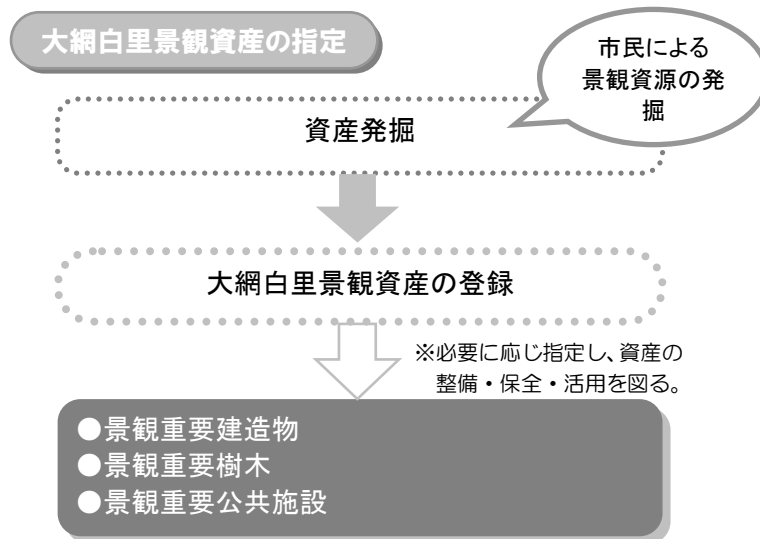 大網白里景観資産の指定
市民による
景観資源の発
掘
資産発掘
大網白里景観資産の登録
※必要に応じ指定し、資産の
整備・保全・活用を図る。
●景観重要建造物
●景観重要樹木
●景観重要公共施設